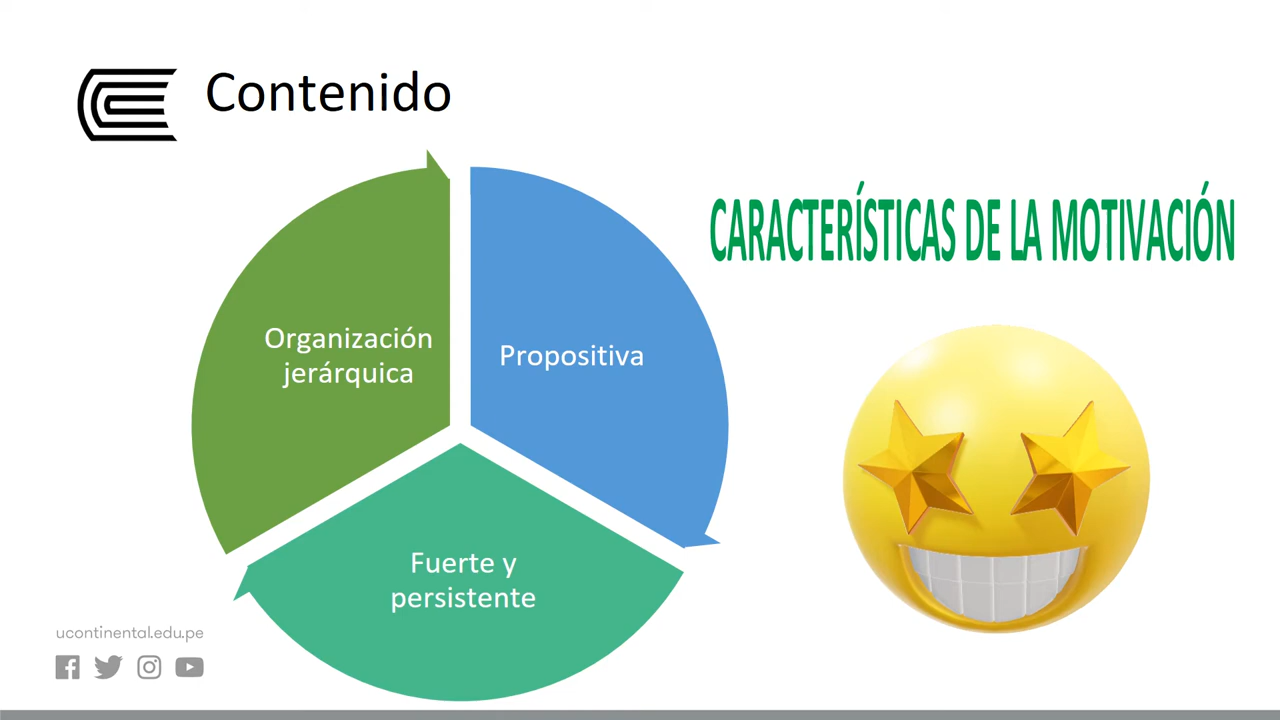 Contenido
CARACTERÍSTICAS DE LA MOTIVACIÓN
Organización
jerárquica
Propositiva
Fuerte y
persistente
ucontinental.edu.pe